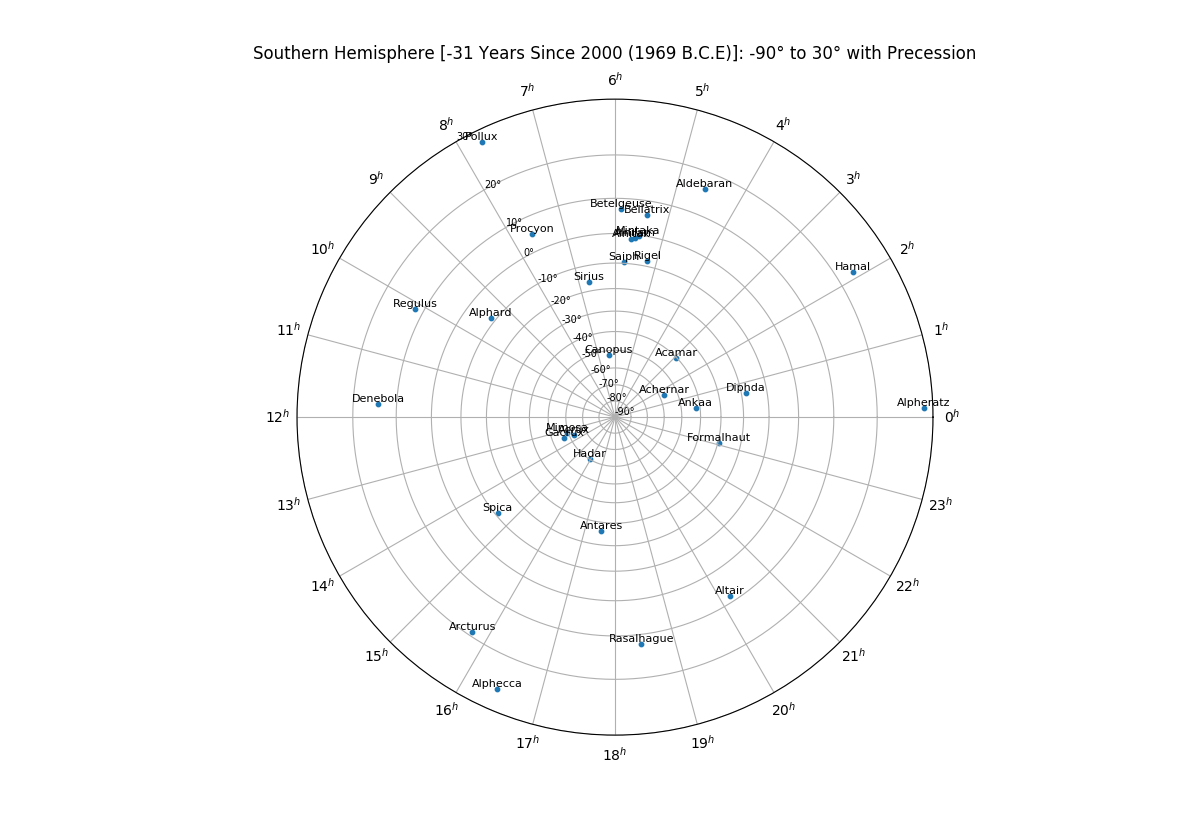 Southern Hemisphere [-31 Years Since 2000 (1969 B.C.E)]: -90° to 30° with Precession
6h
7h
5h
8h
4h
30°
Pollux
9h
3h
20°
Aldebaran
Betelgeuse
Bellatrix
10°
Procyon
Mintaka
10h
2h
0°
Saiph
Rigel
Hamal
-10°
Sirius
-20°
Regulus
Alphard
-30°
11h
1h
-40°
-50°
Canopus
Acamar
-60°
-70°
Achernar
Diphda
-80°
Ankaa
Denebola
-90°
Alpheratz
12h
0h
Mimosa
Formalhaut
Hadar
13h
23h
Spica
Antares
14h
22h
Altair
Arcturus
Rasalhague
15h
21h
Alphecca
16h
20h
17h
19h
18h